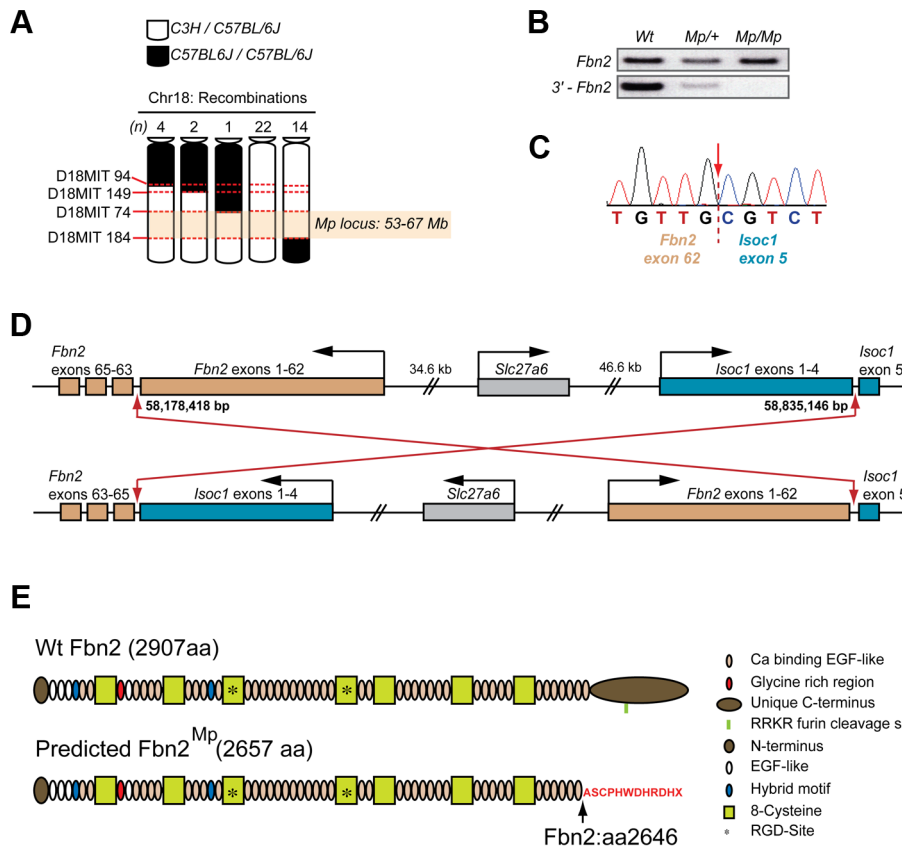 A
C3H / C57BL/6J
C57BL6J / C57BL/6J
Chr18: Recombinations
(n) 4 2 1 22 14
D18MIT 94
D18MIT 149
D18MIT 74
D18MIT 184
Mp locus: 53-67 Mb
B
Wt Mp/+ Mp/Mp
Fbn2
3' - Fbn2
C
T G T T G C G T C T
Fbn2 exon 62
Isoc1 exon 5
D
Fbn2
exons 65-63
Fbn2 exons 1-62
34.6 kb
Slc27a6
46.6 kb
Isoc1 exons 1-4
Isoc1
exon 5
58,178,418 bp
58,835,146 bp
Fbn2
exons 63-65
Isoc1 exons 1-4
Slc27a6
Fbn2 exons 1-62
Isoc1
exon 5
E
Wt Fbn2 (2907aa)
* *
Predicted Fbn2 Mp (2657 aa)
* *
ASCPHWDHRDHX
Fbn2:aa2646
Ca binding EGF-like
Glycine rich region
Unique C-terminus
RRKR furin cleavage s
N-terminus
EGF-like
Hybrid motif
8-Cysteine
* RGD-Site